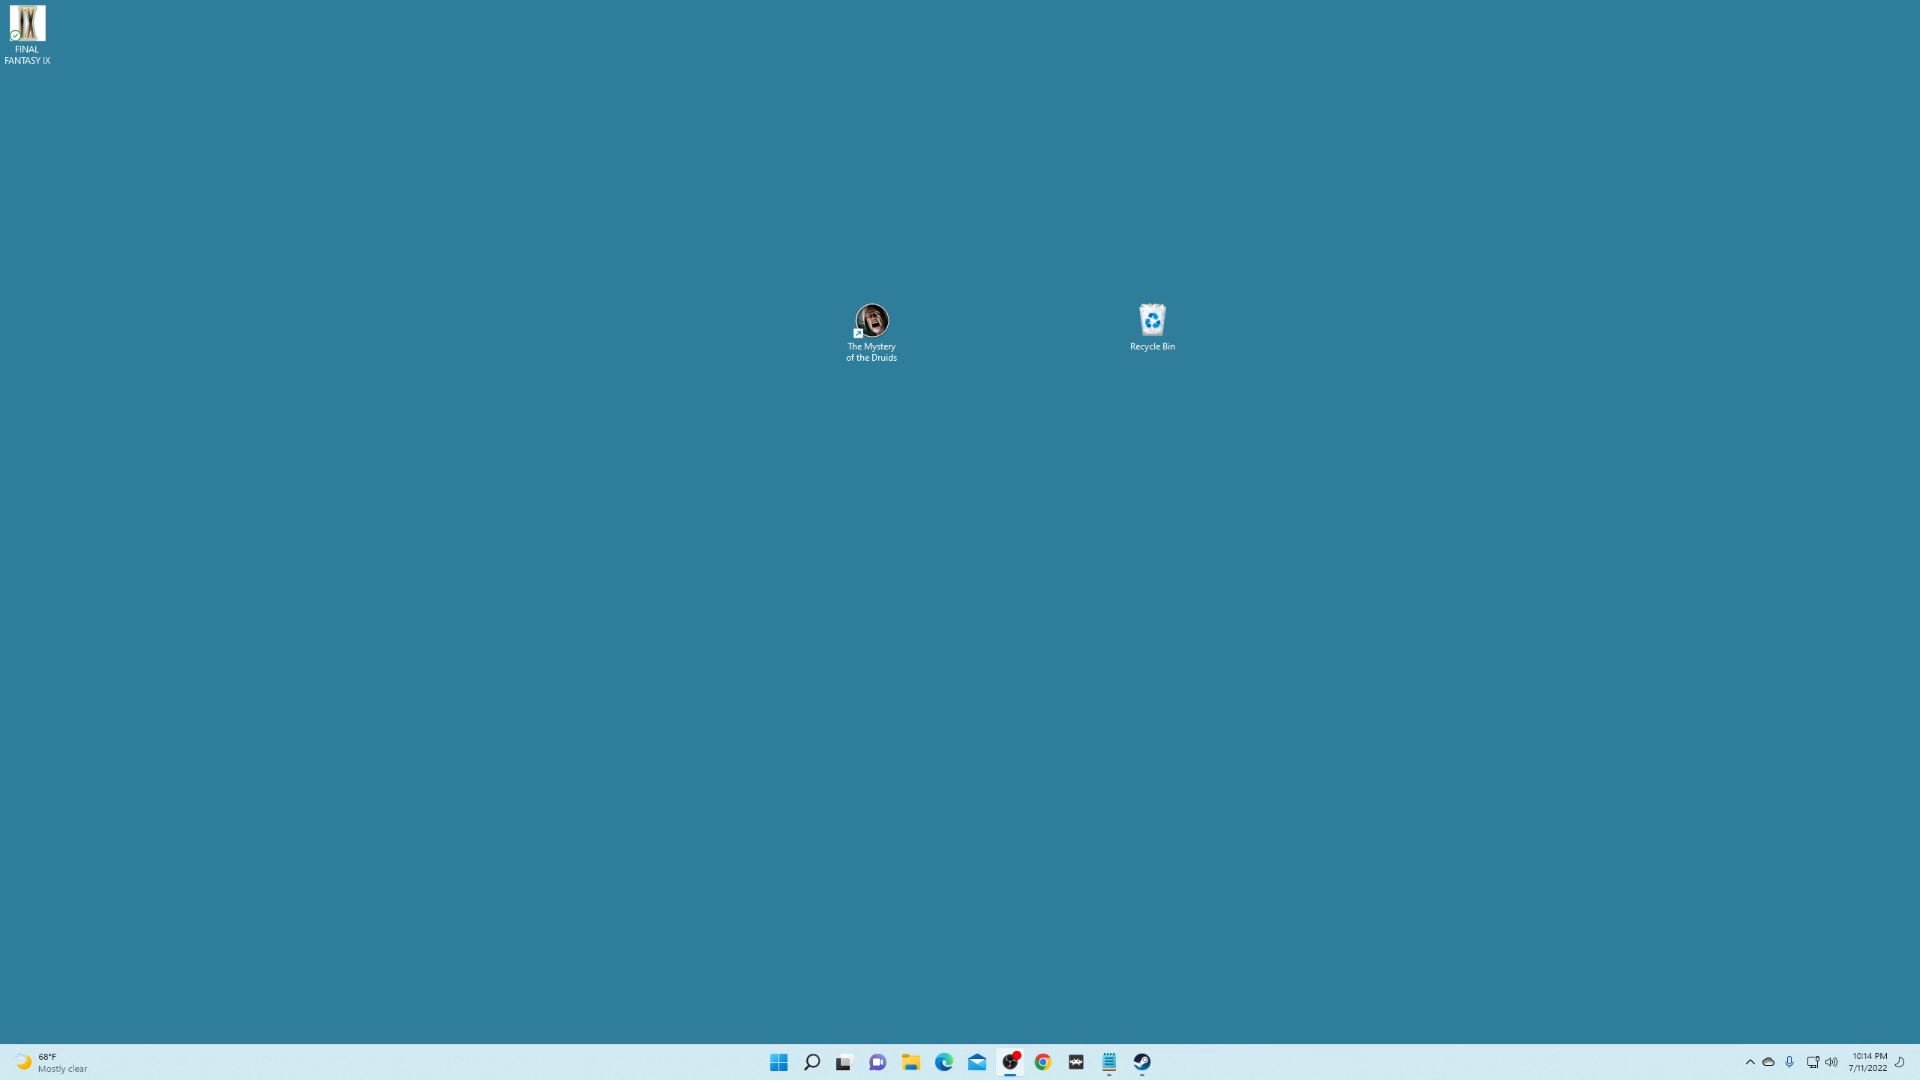 IX
FINAL
FANTASY IX
The Mystery
of the Druids
Recycle Bin
68°F
Mostly clear
10:14 PM
7/11/2022